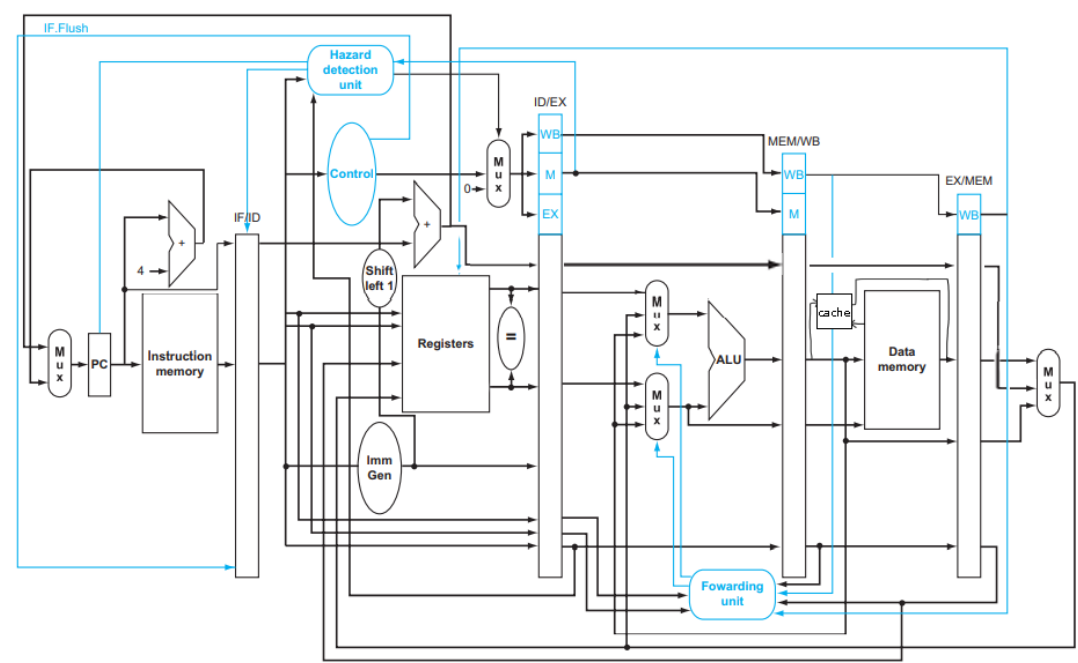 IF.Flush
Hazard
detection
unit
ID/EX
WB
MEM/WB
Control
M
u
x
0
M
WB
EX/MEM
EX
M
WB
IF/ID
+
+
4
Shift
left 1
M
u
x
cache
M
u
x
PC
Instruction
memory
Registers
=
ALU
Data
memory
M
u
x
M
u
x
Imm
Gen
Fowarding
unit